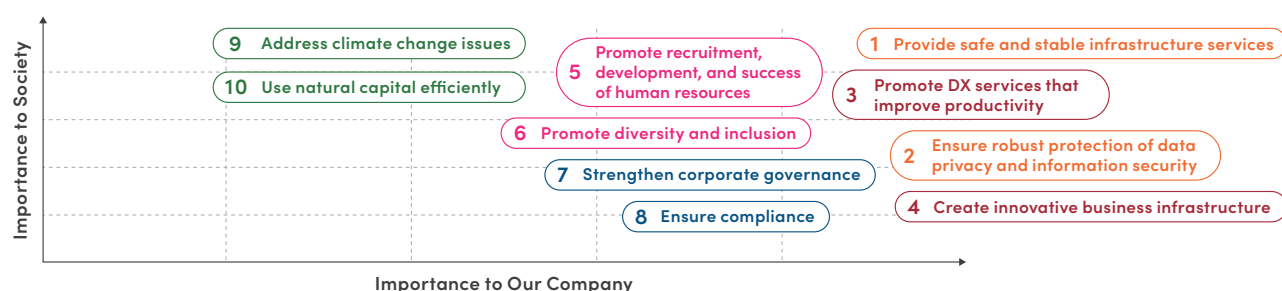 Importance to Society
9 Address climate change issues
10 Use natural capital efficiently
5 Promote recruitment,
development, and success
of human resources
6 Promote diversity and inclusion
7 Strengthen corporate governance
8 Ensure compliance
1 Provide safe and stable infrastructure services
3 Promote DX services that
improve productivity
2 Ensure robust protection of data
privacy and information security
4 Create innovative business infrastructure
Importance to Our Company